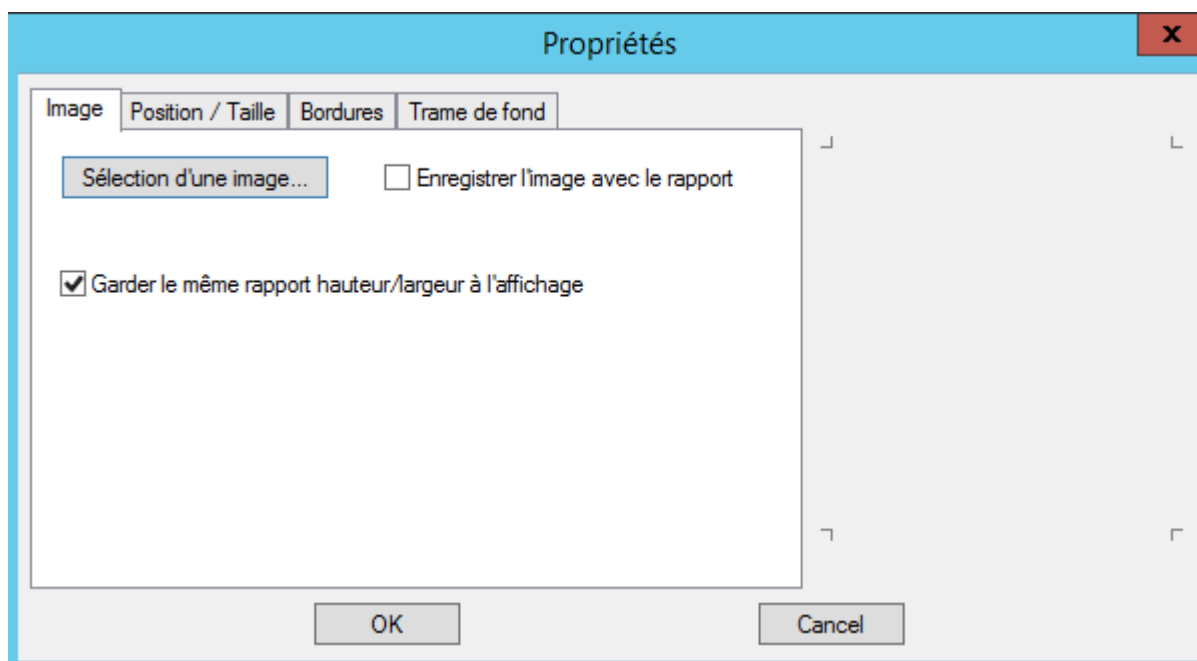 Propriétés
x
Image Position / Taille Bordures Trame de fond
Sélection d'une image... Enregistrer l'image avec le rapport
Garder le même rapport hauteur/largeur à l'affichage
OK Cancel